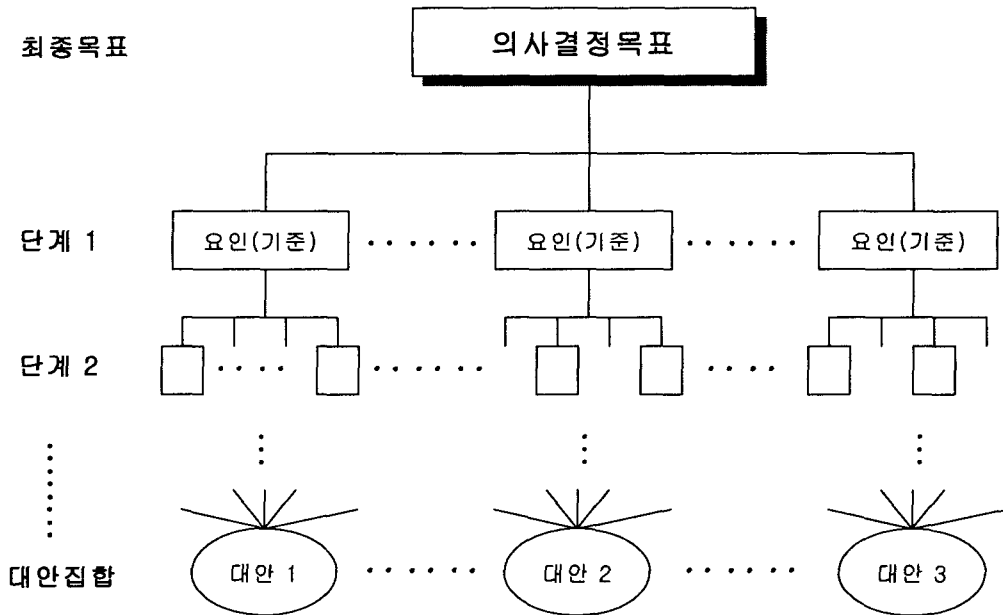 최종목표
의사결정목표
단계 1
요인(기준) ...... 요인(기준) ...... 요인(기준)
단계 2
대안집합
대안 1 ...... 대안 2 ...... 대안 3